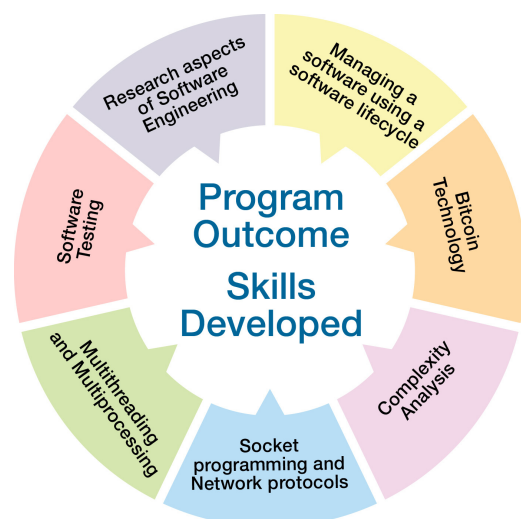 Program
Outcome
Skills
Developed
Managing a
software using a
software lifecycle
Bitcoin
Technology
Complexity
Analysis
Socket
programming and
Network protocols
Multithreading
and Multiprocessing
Software
Testing
Research aspects
of Software
Engineering